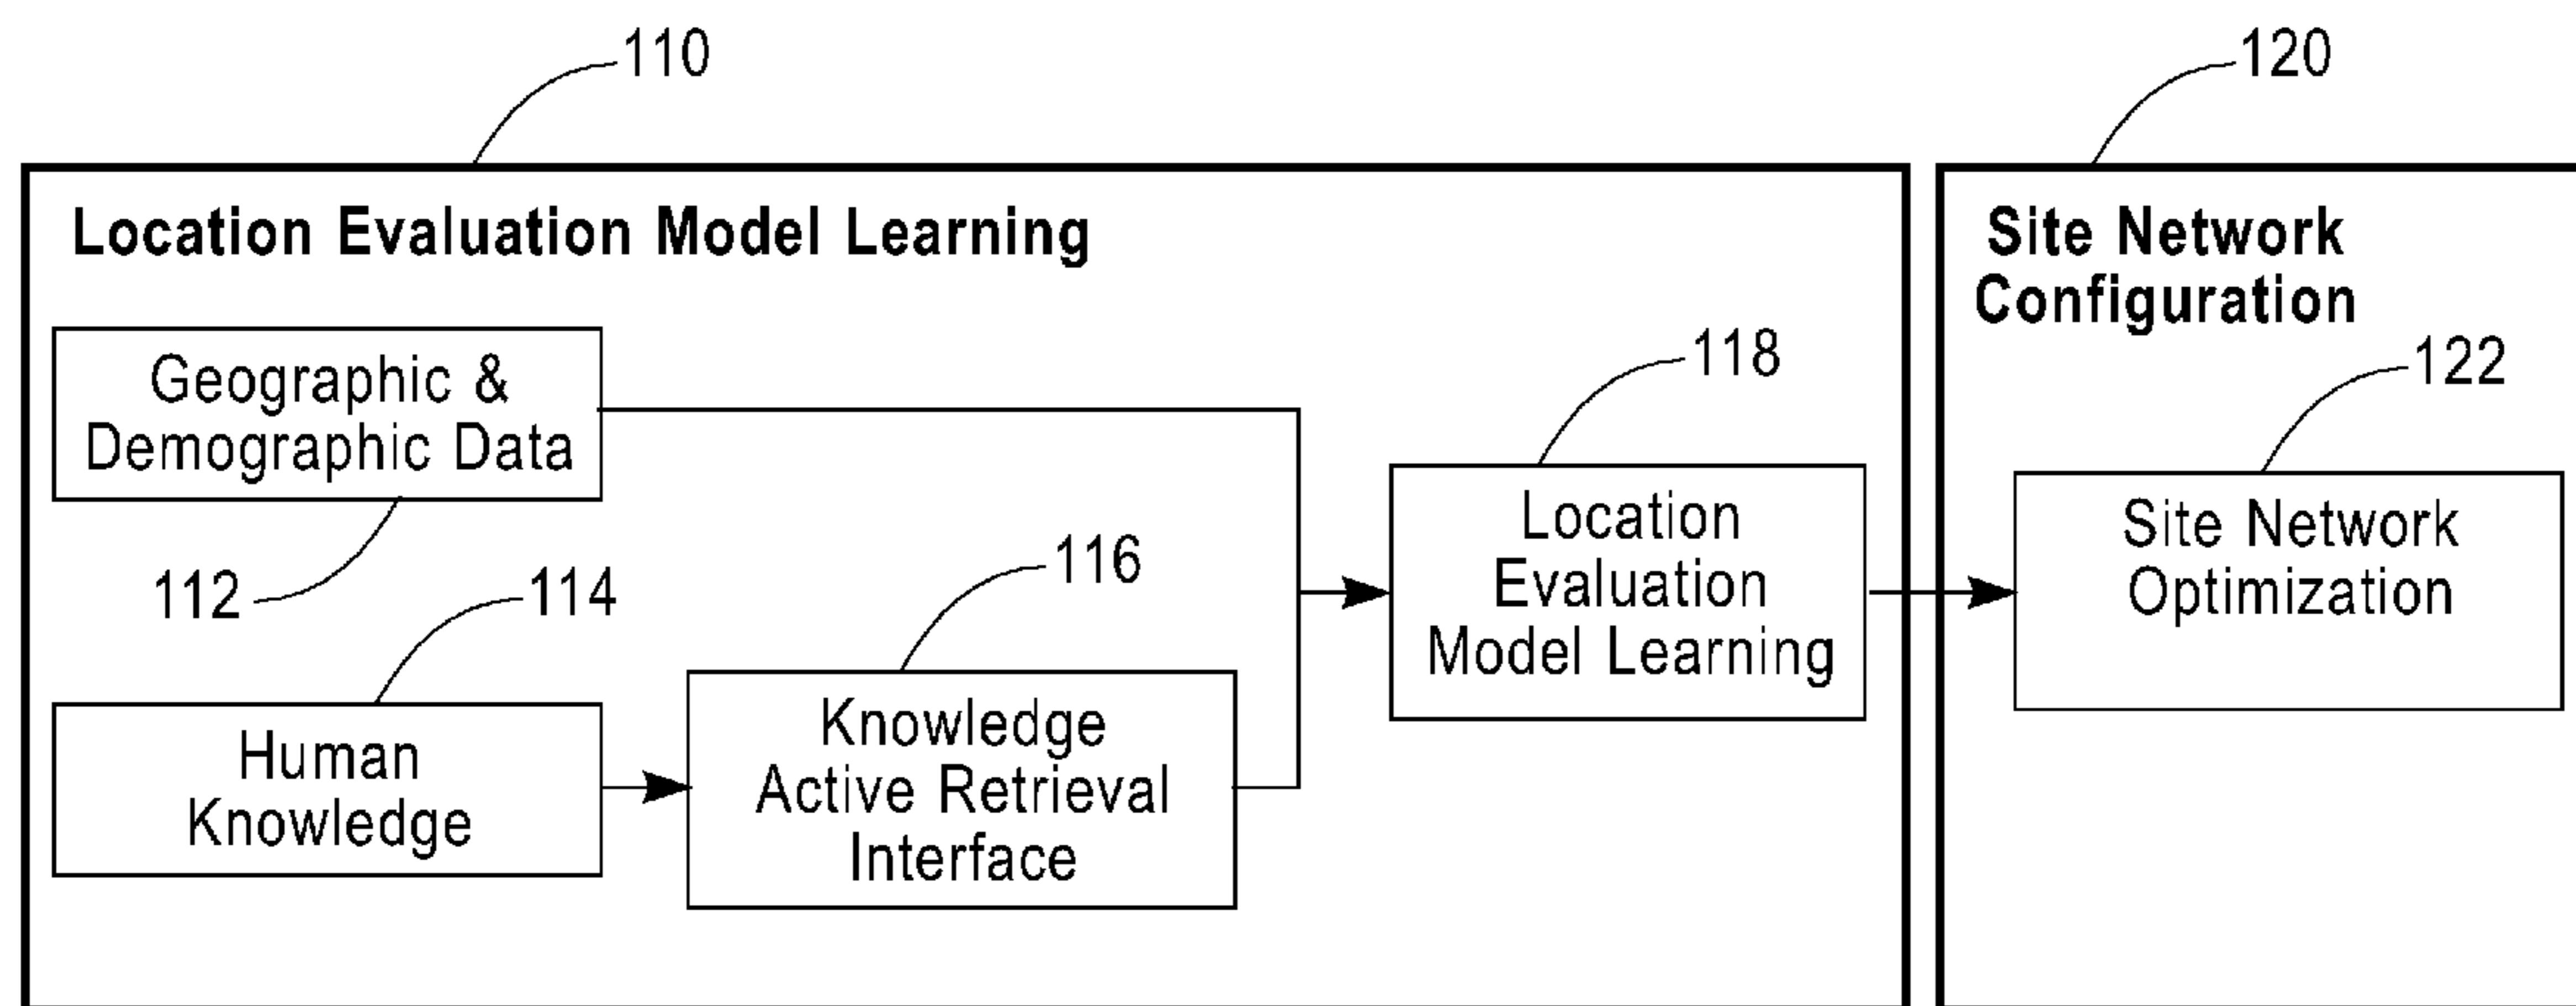 110
120
Location Evaluation Model Learning
Site Network
Configuration
Geographic &
Demographic Data
118
122
112
114
116
Location
Evaluation
Model Learning
Site Network
Optimization
Human
Knowledge
Knowledge
Active Retrieval
Interface